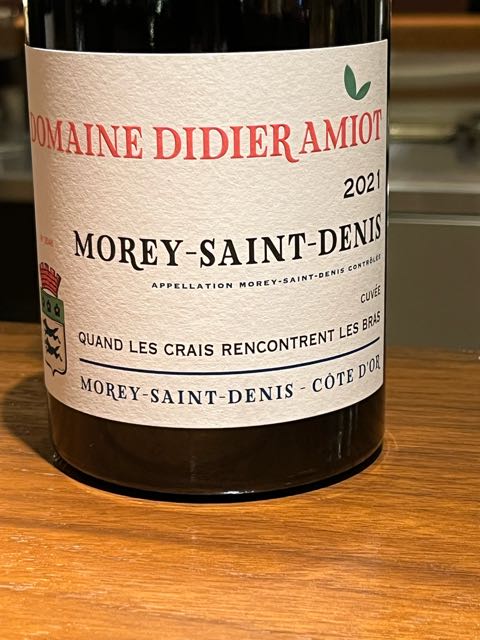 DOMAINE DIDIER AMIOT
2021
MOREY-SAINT-DENIS
APPELLATION MOREY-SAINT-DENIS CONTRÔLÉE
CUVÉE
QUAND LES CRAIS RENCONTRENT LES BRAS
MOREY-SAINT-DENIS - CÔTE D'OR